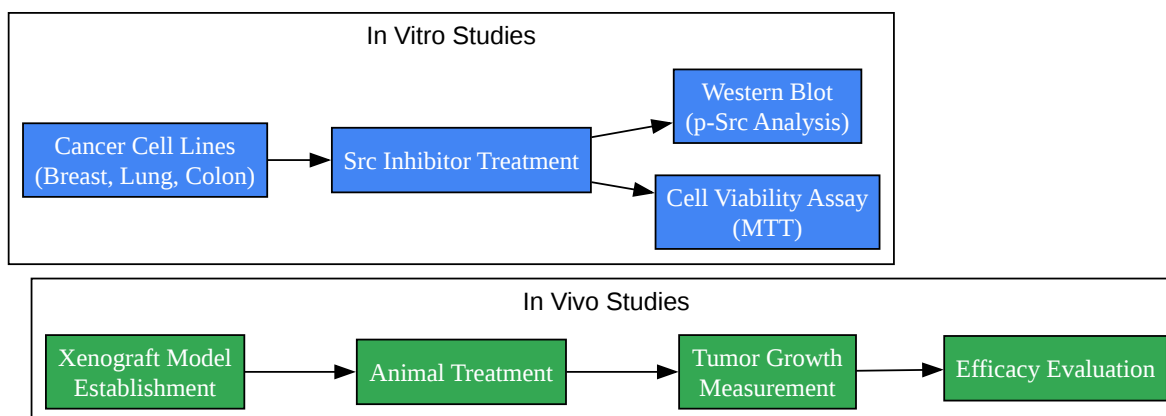 In Vitro Studies
Cancer Cell Lines
(Breast, Lung, Colon)
Src Inhibitor Treatment
Western Blot
(p-Src Analysis)
Cell Viability Assay
(MTT)
In Vivo Studies
Xenograft Model
Establishment
Animal Treatment
Tumor Growth
Measurement
Efficacy Evaluation